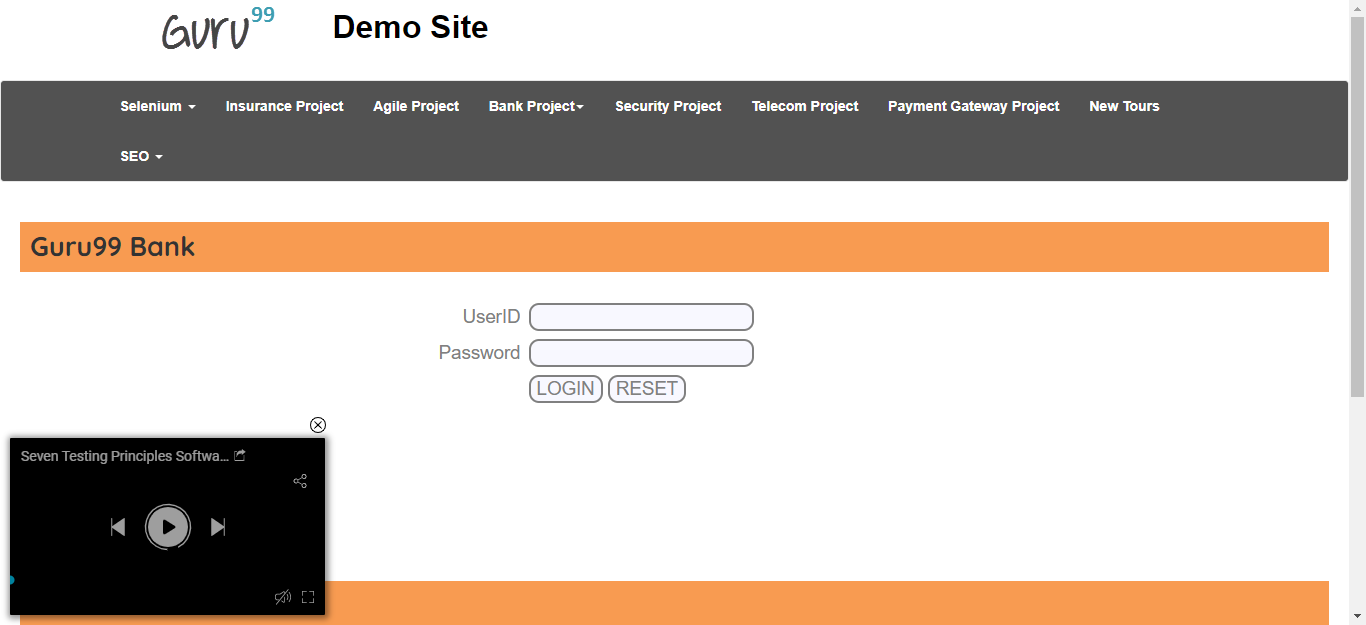 Guru99 Demo Site
Selenium Insurance Project Agile Project Bank Project Security Project Telecom Project Payment Gateway Project New Tours
SEO
Guru99 Bank
UserID
Password
LOGIN RESET
Seven Testing Principles Softwa...